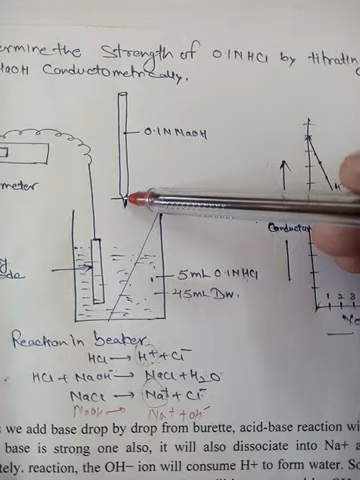 ermine the Strength of 0.1N HCl by titratin
NaOH Conductometrically.
0.1N NaOH
meter
Conductan
5mL 0.1N HCl
45mL Dw.
1 2 3
Reaction in beaker
HCl → H+ + Cl-
HCl + NaOH → NaCl + H2O
NaCl → Na+ + Cl-
NaOH → Na+ + OH-
s we add base drop by drop from burette, acid-base reaction wi
base is strong one also, it will also dissociate into Na+ a
tely. reaction, the OH− ion will consume H+ to form water. So